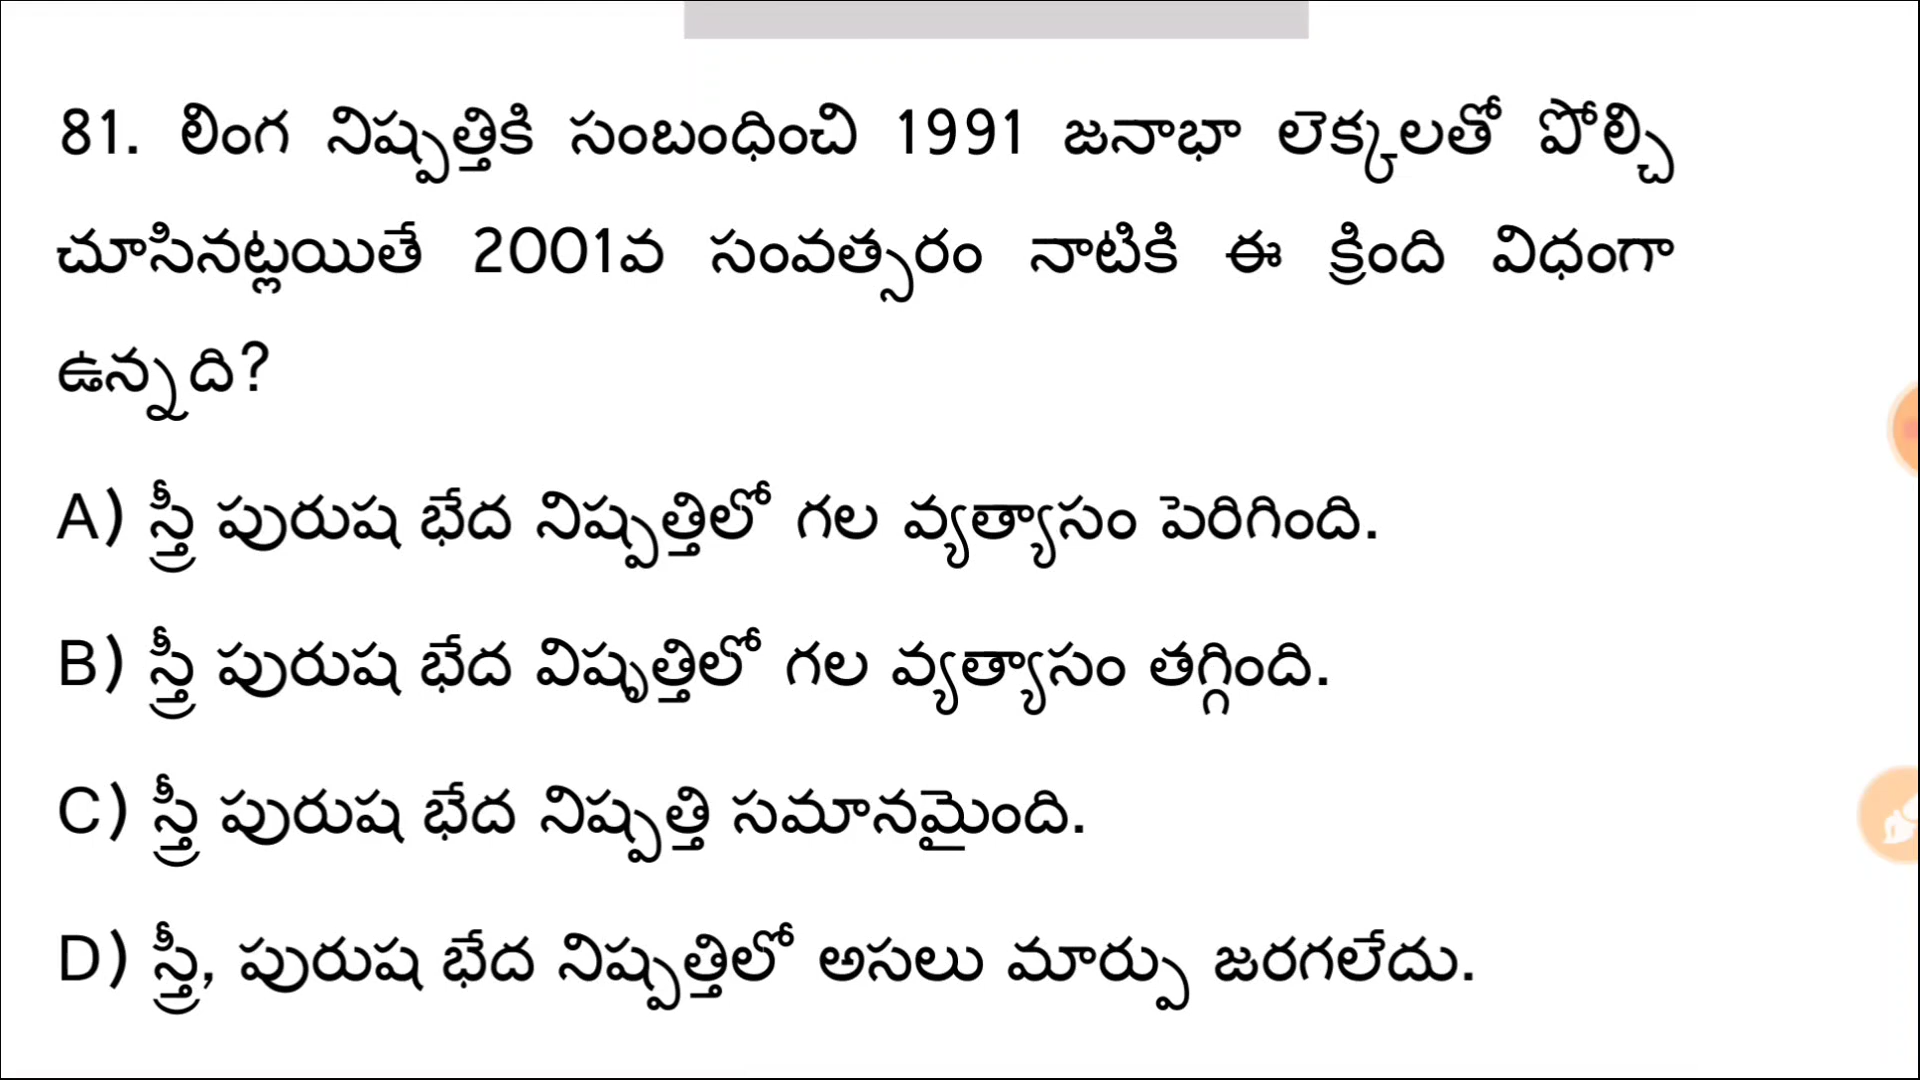 81. లింగ నిష్పత్తికి సంబంధించి 1991 జనాభా లెక్కలతో పోల్చి
చూసినట్లయితే 2001వ సంవత్సరం నాటికి ఈ క్రింది విధంగా
ఉన్నది?
A) స్త్రీ పురుష భేద నిష్పత్తిలో గల వ్యత్యాసం పెరిగింది.
B) స్త్రీ పురుష భేద విషృత్తిలో గల వ్యత్యాసం తగ్గింది.
C) స్త్రీ పురుష భేద నిష్పత్తి సమానమైంది.
D) స్త్రీ, పురుష భేద నిష్పత్తిలో అసలు మార్పు జరగలేదు.